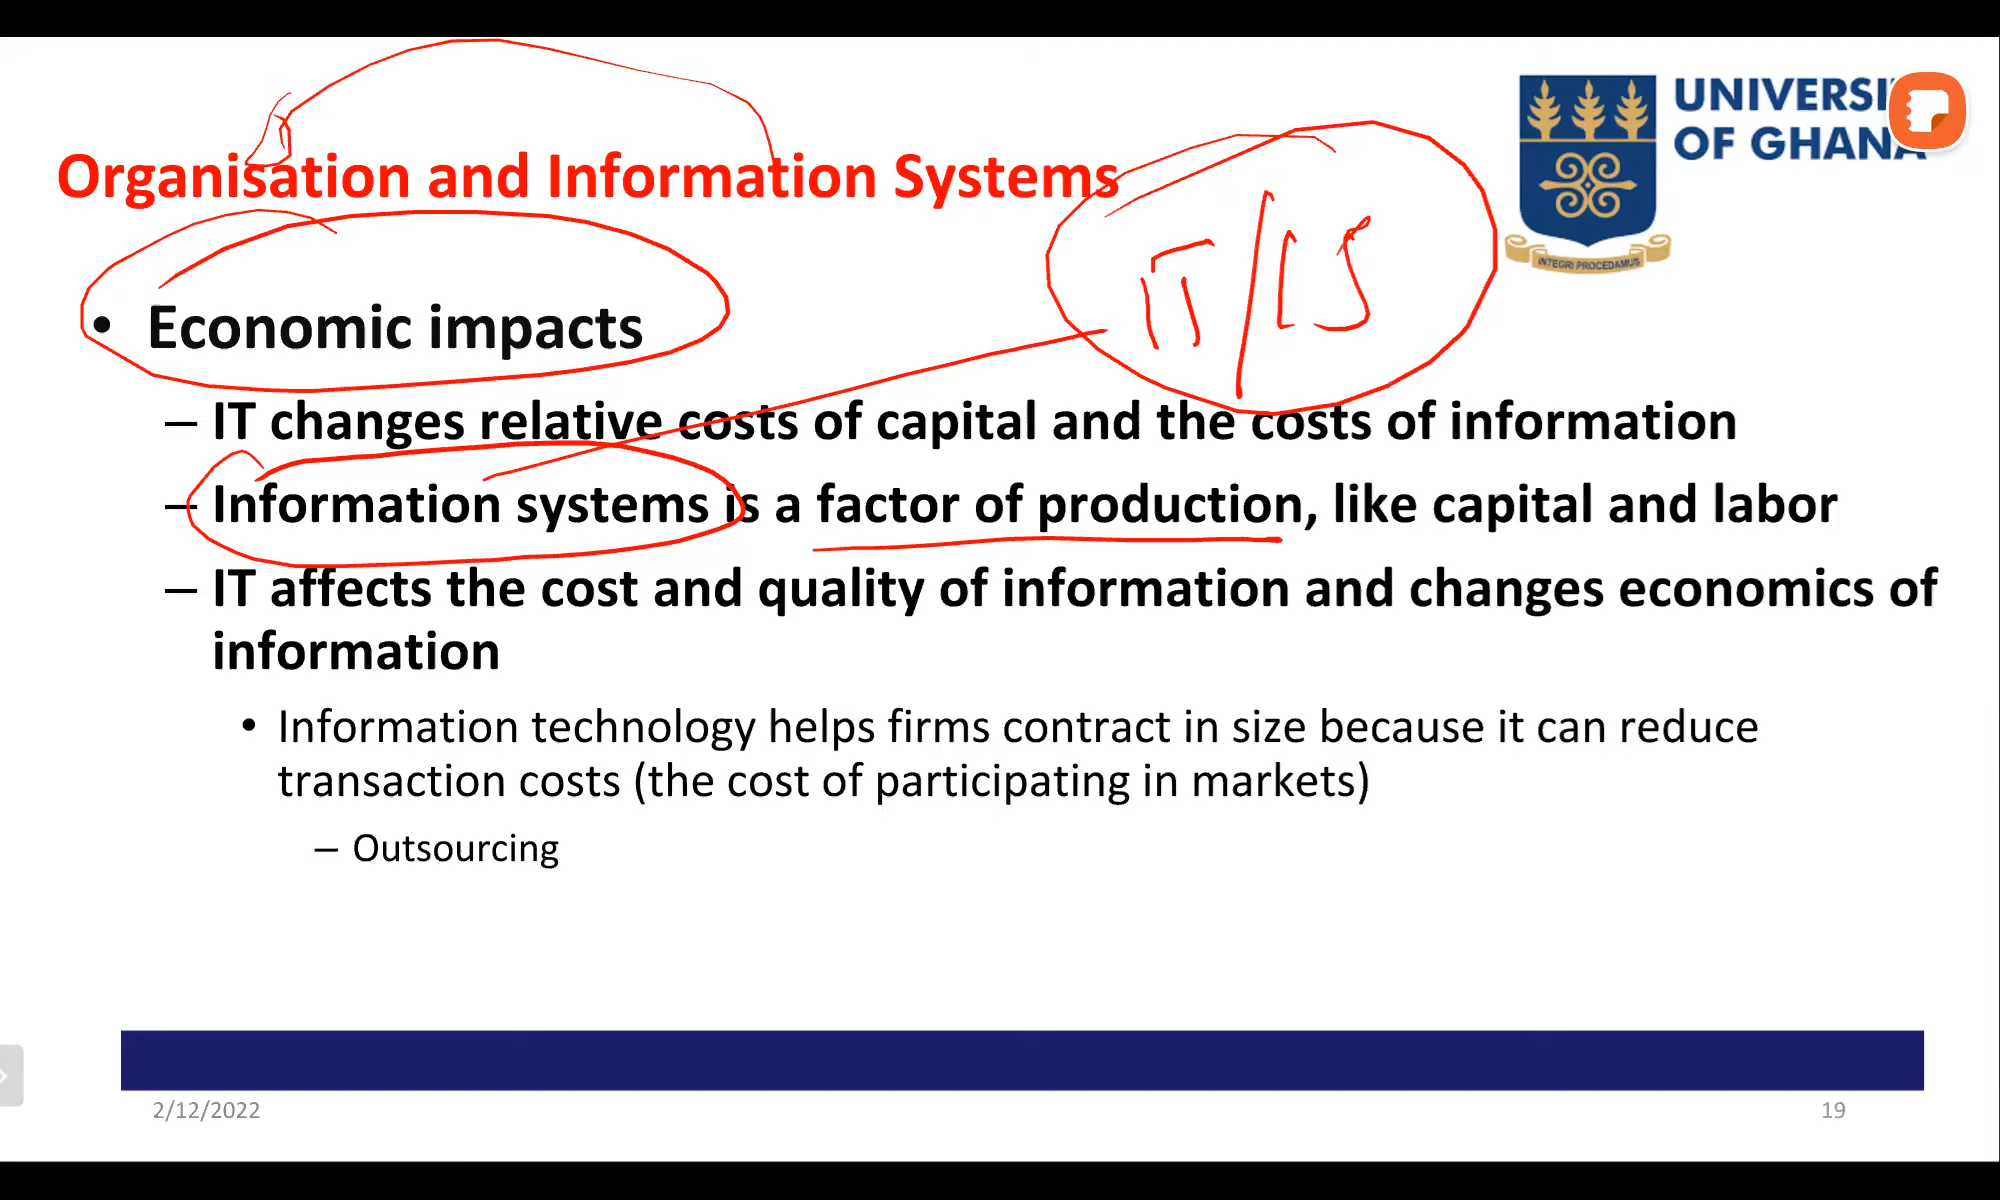 UNIVERSI
OF GHANA
INTEGRI PROCEDAMUS
Organisation and Information Systems
IT/IS
• Economic impacts
– IT changes relative costs of capital and the costs of information
– Information systems is a factor of production, like capital and labor
– IT affects the cost and quality of information and changes economics of
information
• Information technology helps firms contract in size because it can reduce
transaction costs (the cost of participating in markets)
– Outsourcing
2/12/2022
19